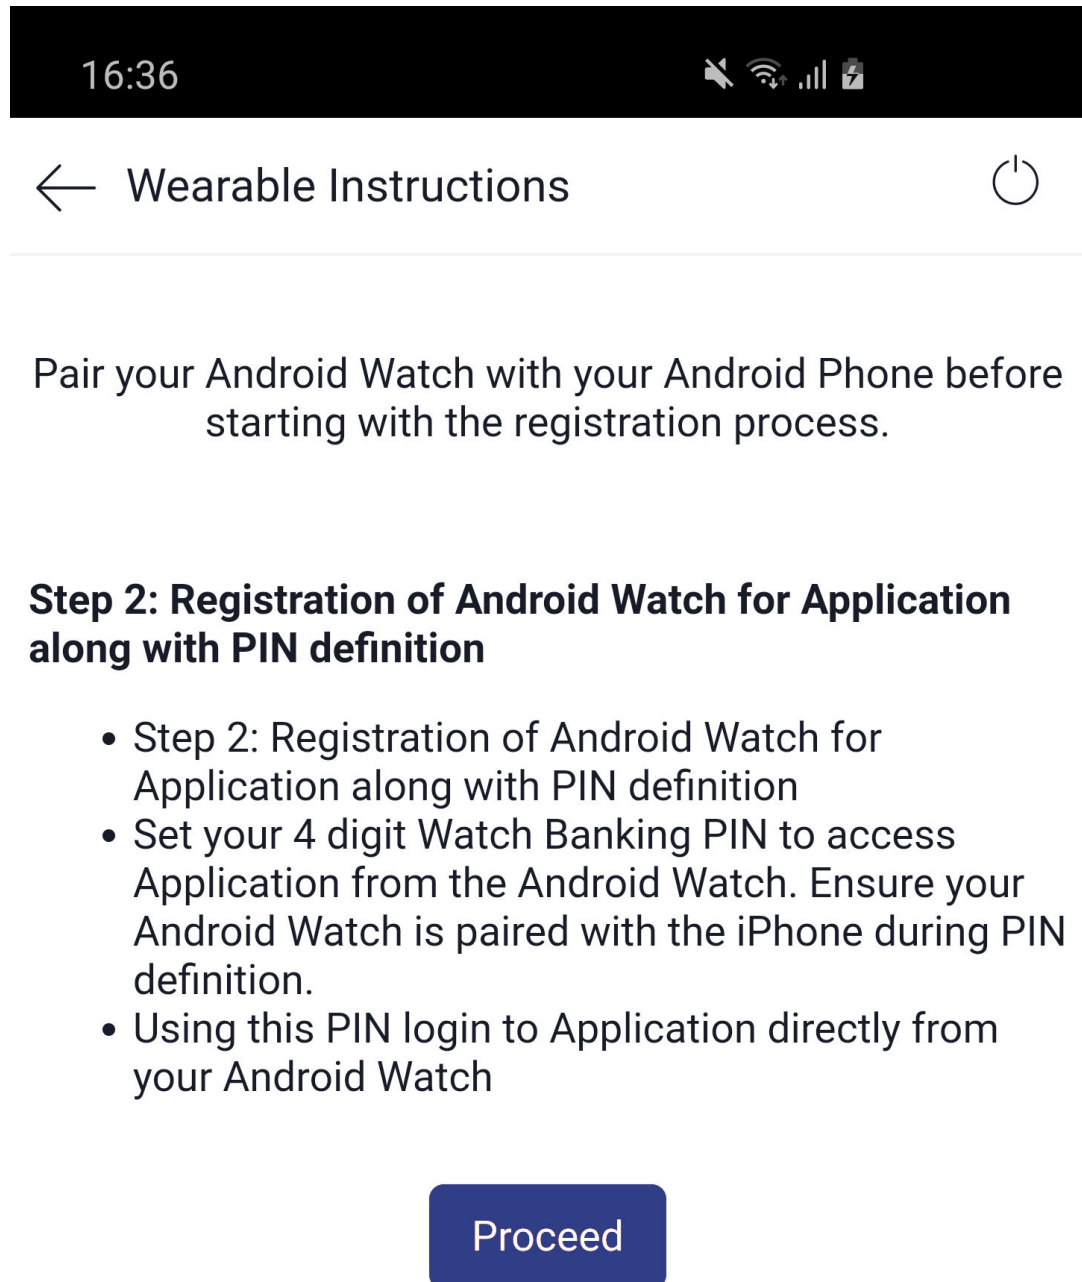 16:36
Wearable Instructions
Pair your Android Watch with your Android Phone before
starting with the registration process.
Step 2: Registration of Android Watch for Application
along with PIN definition
• Step 2: Registration of Android Watch for
Application along with PIN definition
• Set your 4 digit Watch Banking PIN to access
Application from the Android Watch. Ensure your
Android Watch is paired with the iPhone during PIN
definition.
• Using this PIN login to Application directly from
your Android Watch
Proceed